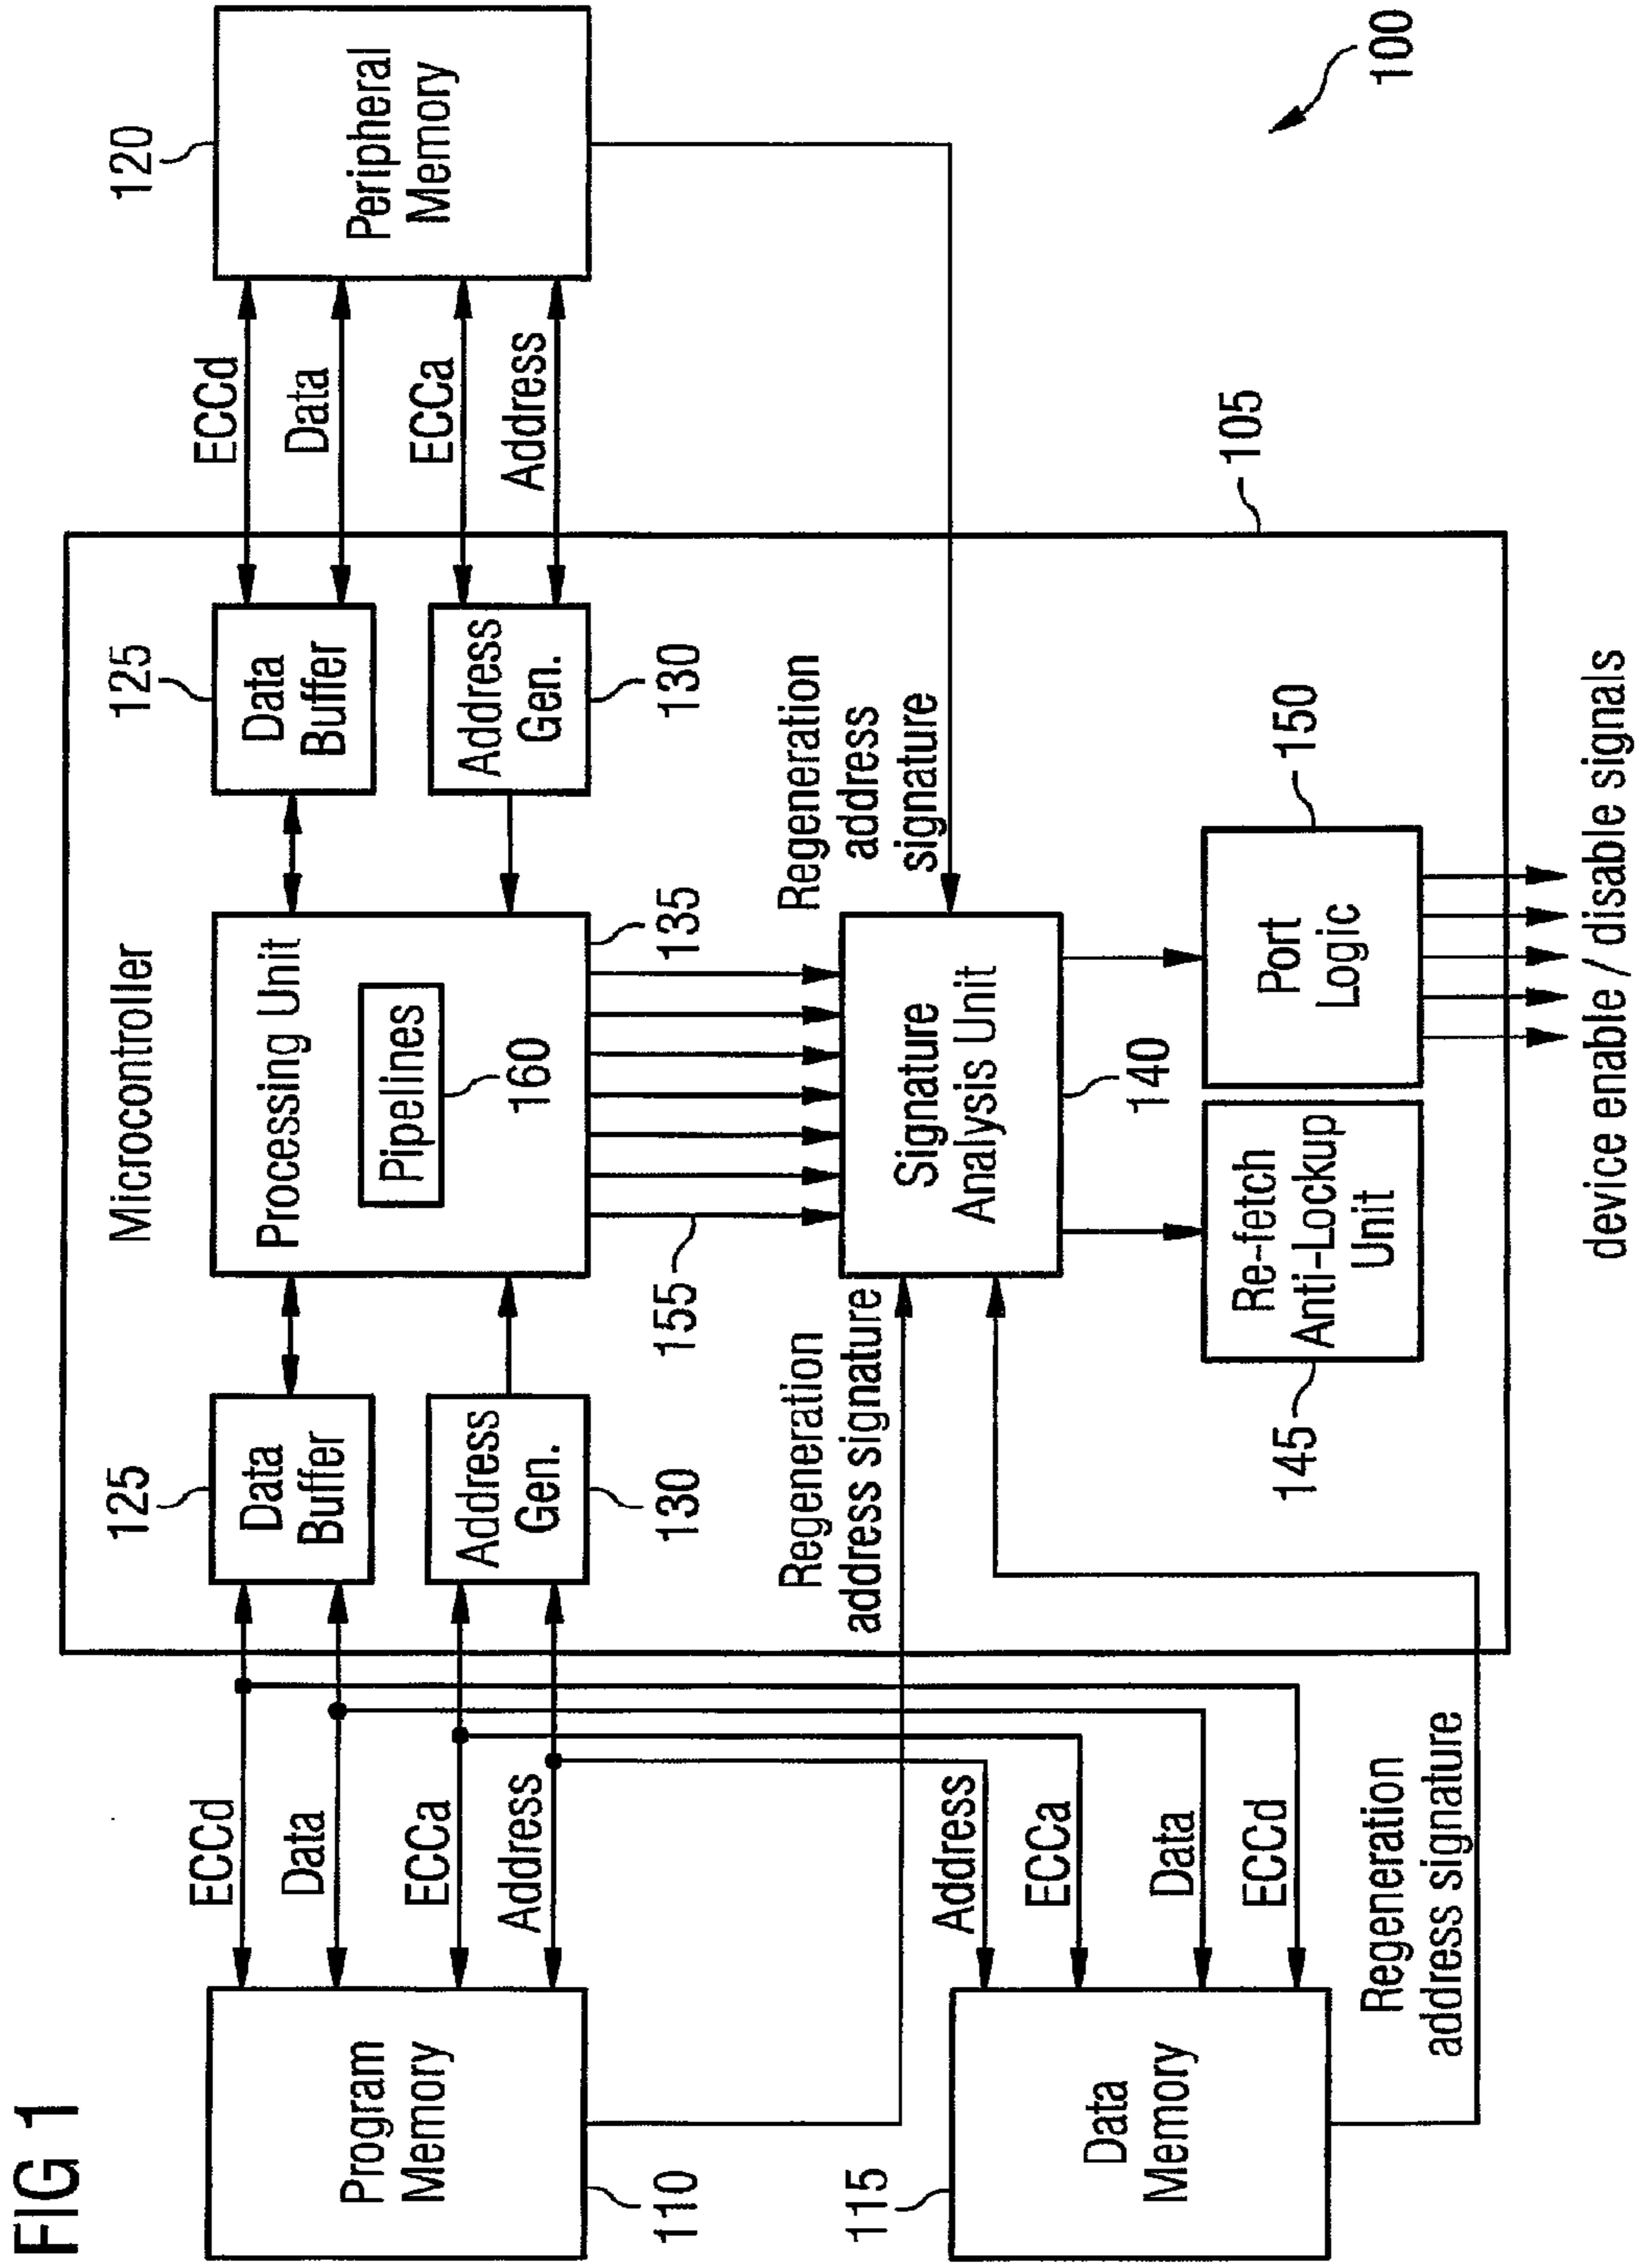 FIG 1
Microcontroller
125
125
120
ECCd
Data
ECCa
Address
Program
Memory
110
Data
Buffer
Address
Gen.
130
Processing Unit
Pipelines
160
135
Data
Buffer
Address
Gen.
130
ECCd
Data
ECCa
Address
Peripheral
Memory
155
Regeneration
address signature
Regeneration
address
signature
115
Address
ECCa
Data
ECCd
Data
Memory
Signature
Analysis Unit
140
105
Re-fetch
Anti-Lockup
Unit
145
Port
Logic
150
Regeneration
address signature
device enable / disable signals
100